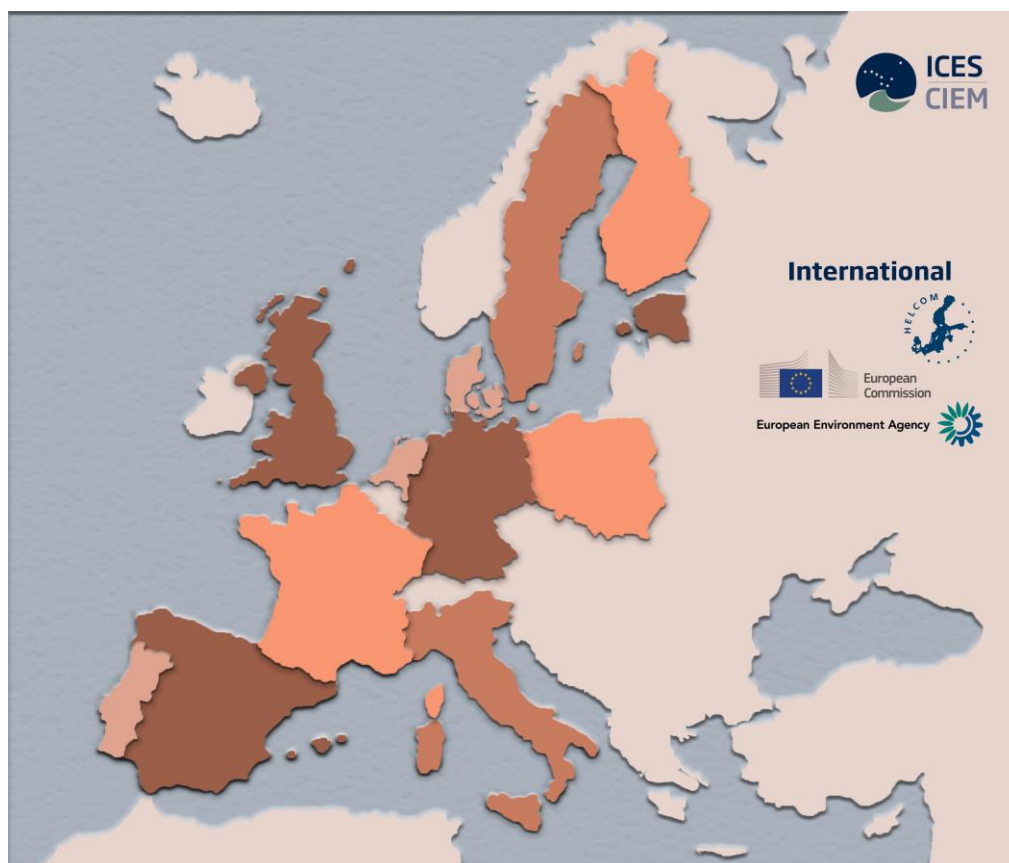 ICES
CIEM
International
HELCOM
European
Commission
European Environment Agency